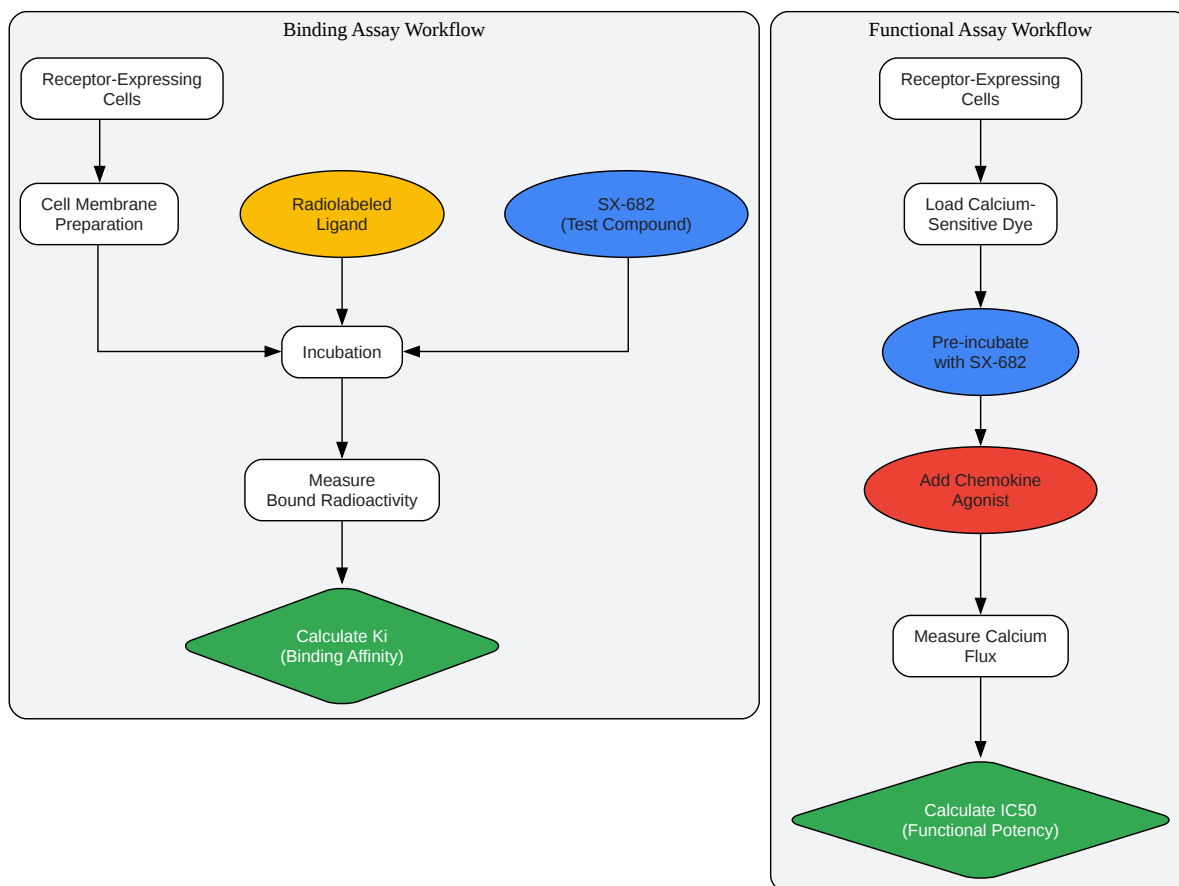 Binding Assay Workflow
Receptor-Expressing
Cells
Cell Membrane
Preparation
Radiolabeled
Ligand
SX-682
(Test Compound)
Incubation
Measure
Bound Radioactivity
Calculate Ki
(Binding Affinity)
Functional Assay Workflow
Receptor-Expressing
Cells
Load Calcium-
Sensitive Dye
Pre-incubate
with SX-682
Add Chemokine
Agonist
Measure Calcium
Flux
Calculate IC50
(Functional Potency)